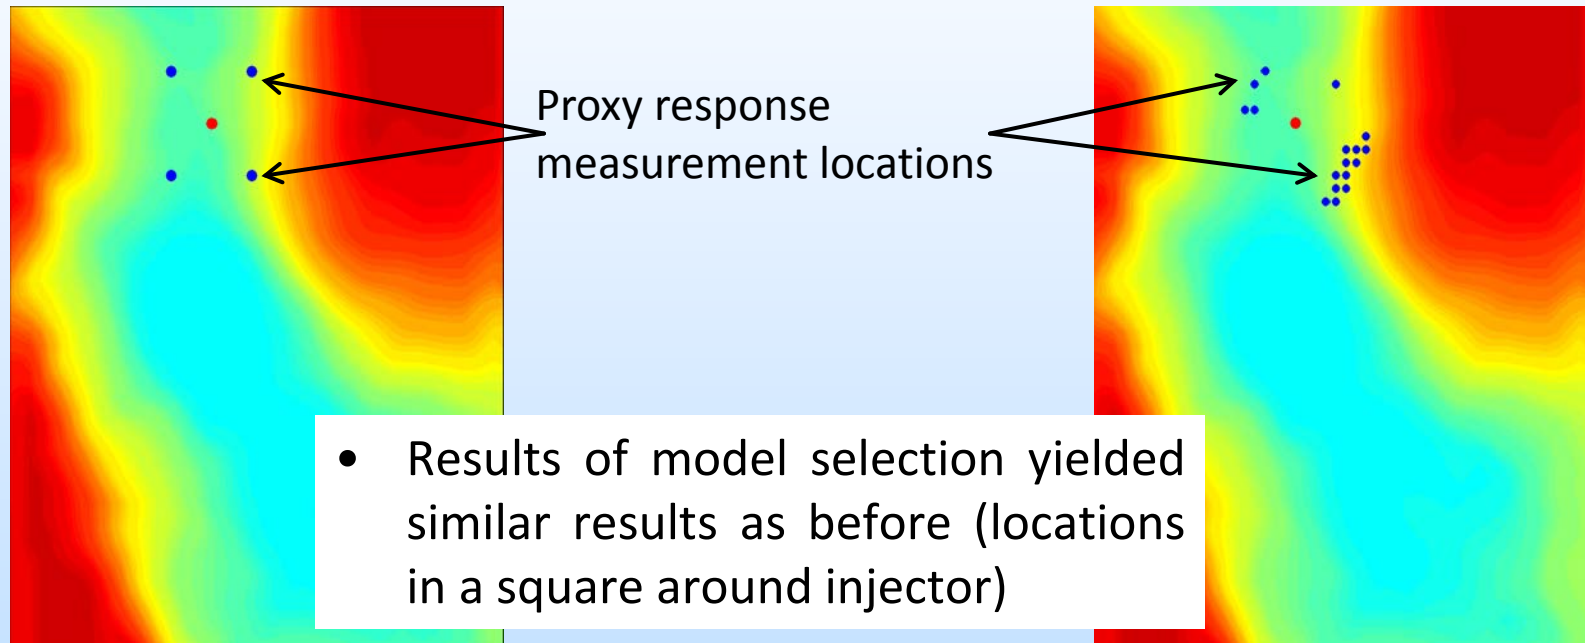 Proxy response
measurement locations
• Results of model selection yielded
similar results as before (locations
in a square around injector)